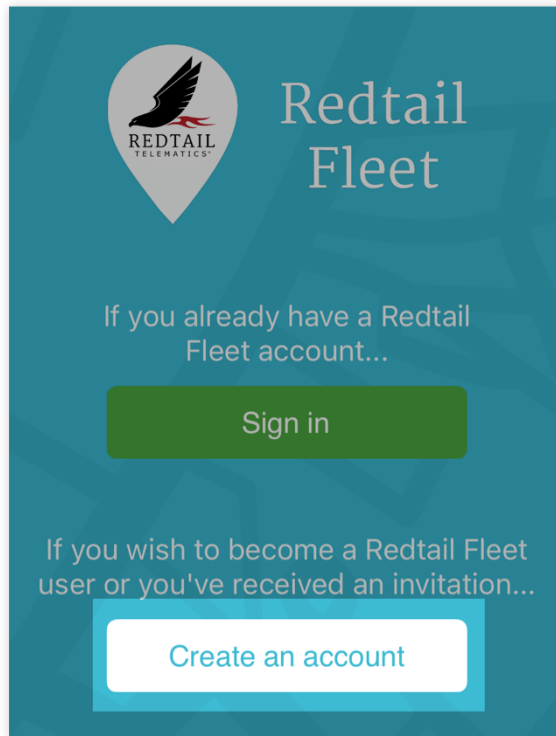 REDTAIL
TELEMATICS®
Redtail
Fleet
If you already have a Redtail
Fleet account...
Sign in
If you wish to become a Redtail Fleet
user or you've received an invitation...
Create an account